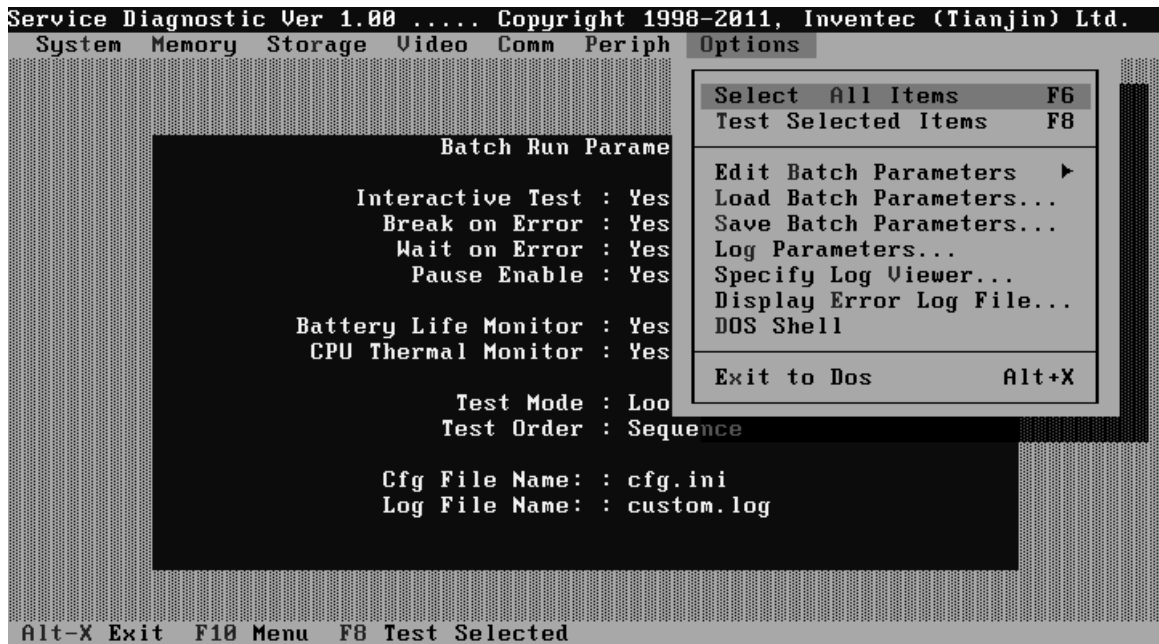 Service Diagnostic Ver 1.00 ..... Copyright 1998-2011, Inventec (Tianjin) Ltd.
System Memory Storage Video Comm Periph Options
Select All Items F6
Test Selected Items F8
Edit Batch Parameters ►
Load Batch Parameters...
Save Batch Parameters...
Log Parameters...
Specify Log Viewer...
Display Error Log File...
DOS Shell
Exit to Dos Alt+X
Batch Run Parame
Interactive Test : Yes
Break on Error : Yes
Wait on Error : Yes
Pause Enable : Yes
Battery Life Monitor : Yes
CPU Thermal Monitor : Yes
Test Mode : Loo
Test Order : Sequence
Cfg File Name: : cfg.ini
Log File Name: : custom.log
Alt-X Exit F10 Menu F8 Test Selected